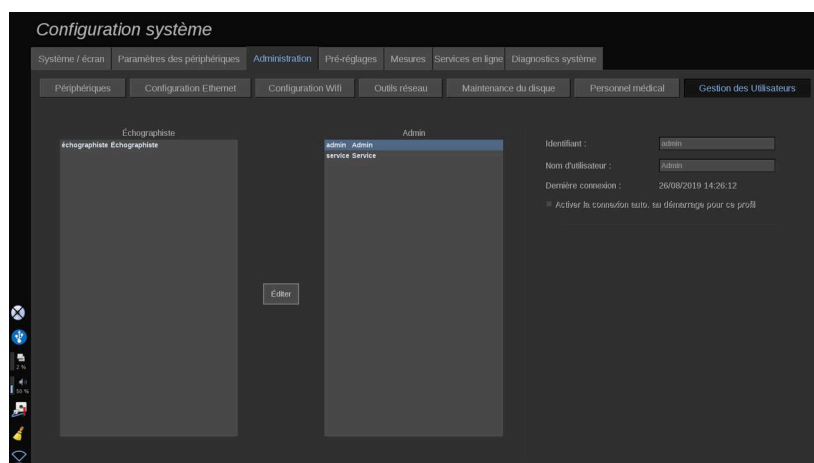 Configuration système
Système / écran
Paramètres des périphériques
Administration
Pré-réglages
Mesures
Services en ligne
Diagnostics système
Périphériques
Configuration Ethernet
Configuration Wifi
Outils réseau
Maintenance du disque
Personnel médical
Gestion des Utilisateurs
Échographiste
échographiste Echographiste
Admin
admin Admin
service Service
Éditer
Identifiant :
admin
Nom d'utilisateur :
Admin
Dernière connexion :
26/08/2019 14:26:12
Activer la connexion auto. au démarrage pour ce profil
2 %
50 %